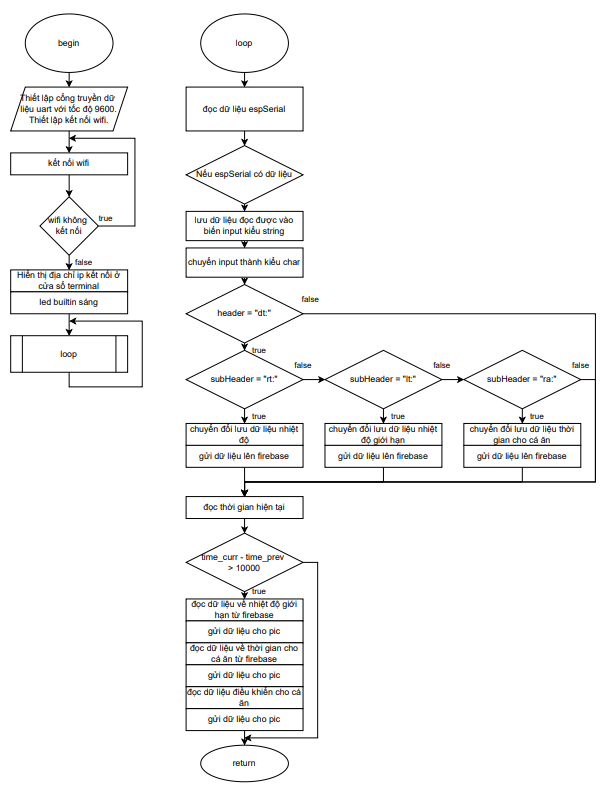 begin
Thiết lập cổng truyền dữ
liệu uart với tốc độ 9600.
Thiết lập kết nối wifi.
kết nối wifi
wifi không
kết nối
true
false
Hiển thị địa chỉ ip kết nối ở
cửa sổ terminal
led builtin sáng
loop
loop
đọc dữ liệu espSerial
Nếu espSerial có dữ liệu
lưu dữ liệu đọc được vào
biến input kiểu string
chuyển input thành kiểu char
header = "dt:"
false
true
subHeader = "rt:"
false
subHeader = "lt:"
false
subHeader = "ra:"
false
true
true
true
chuyển đổi lưu dữ liệu nhiệt
độ
gửi dữ liệu lên firebase
chuyển đổi lưu dữ liệu nhiệt
độ giới hạn
gửi dữ liệu lên firebase
chuyển đổi lưu dữ liệu thời
gian cho cá ăn
gửi dữ liệu lên firebase
đọc thời gian hiện tại
time_curr - time_prev
> 10000
true
đọc dữ liệu về nhiệt độ giới
hạn từ firebase
gửi dữ liệu cho pic
đọc dữ liệu về thời gian cho
cá ăn từ firebase
gửi dữ liệu cho pic
đọc dữ liệu điều khiển cho cá
ăn
gửi dữ liệu cho pic
return